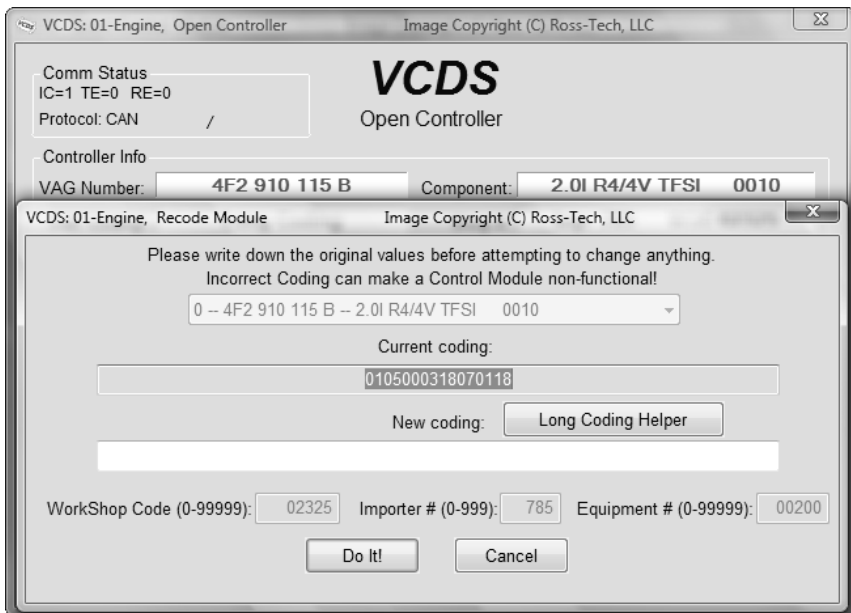 VCDS: 01-Engine, Open Controller Image Copyright (C) Ross-Tech, LLC
Comm Status
IC=1 TE=0 RE=0
Protocol: CAN /
VCDS
Open Controller
Controller Info
VAG Number: 4F2 910 115 B Component: 2.0l R4/4V TFSI 0010
VCDS: 01-Engine, Recode Module Image Copyright (C) Ross-Tech, LLC
Please write down the original values before attempting to change anything.
Incorrect Coding can make a Control Module non-functional!
0 -- 4F2 910 115 B -- 2.0l R4/4V TFSI 0010
Current coding:
0105000318070118
New coding: Long Coding Helper
WorkShop Code (0-99999): 02325 Importer # (0-999): 785 Equipment # (0-99999): 00200
Do It! Cancel